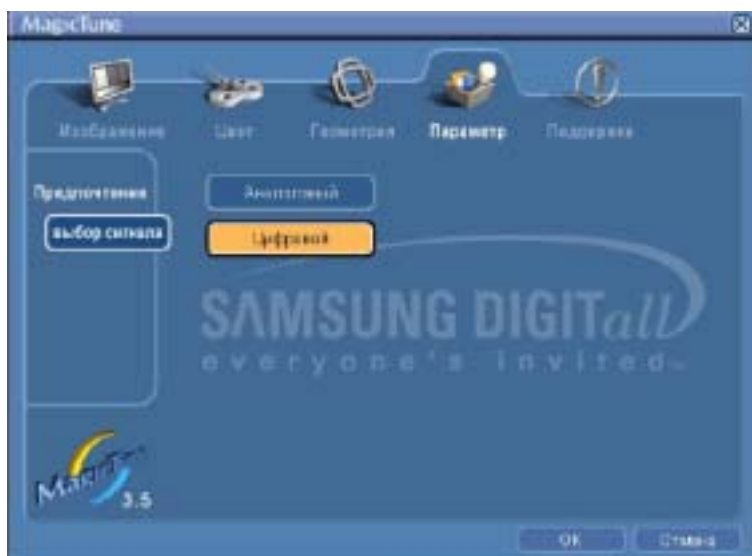 MagicTune
Изображение
Цвет
Геометрия
Параметр
Поддержка
Предпочтения
выбор сигнала
Аналоговый
Цифровой
SAMSUNG DIGITall
everyone's invited™
MagicTune
3.5
OK
Отмена